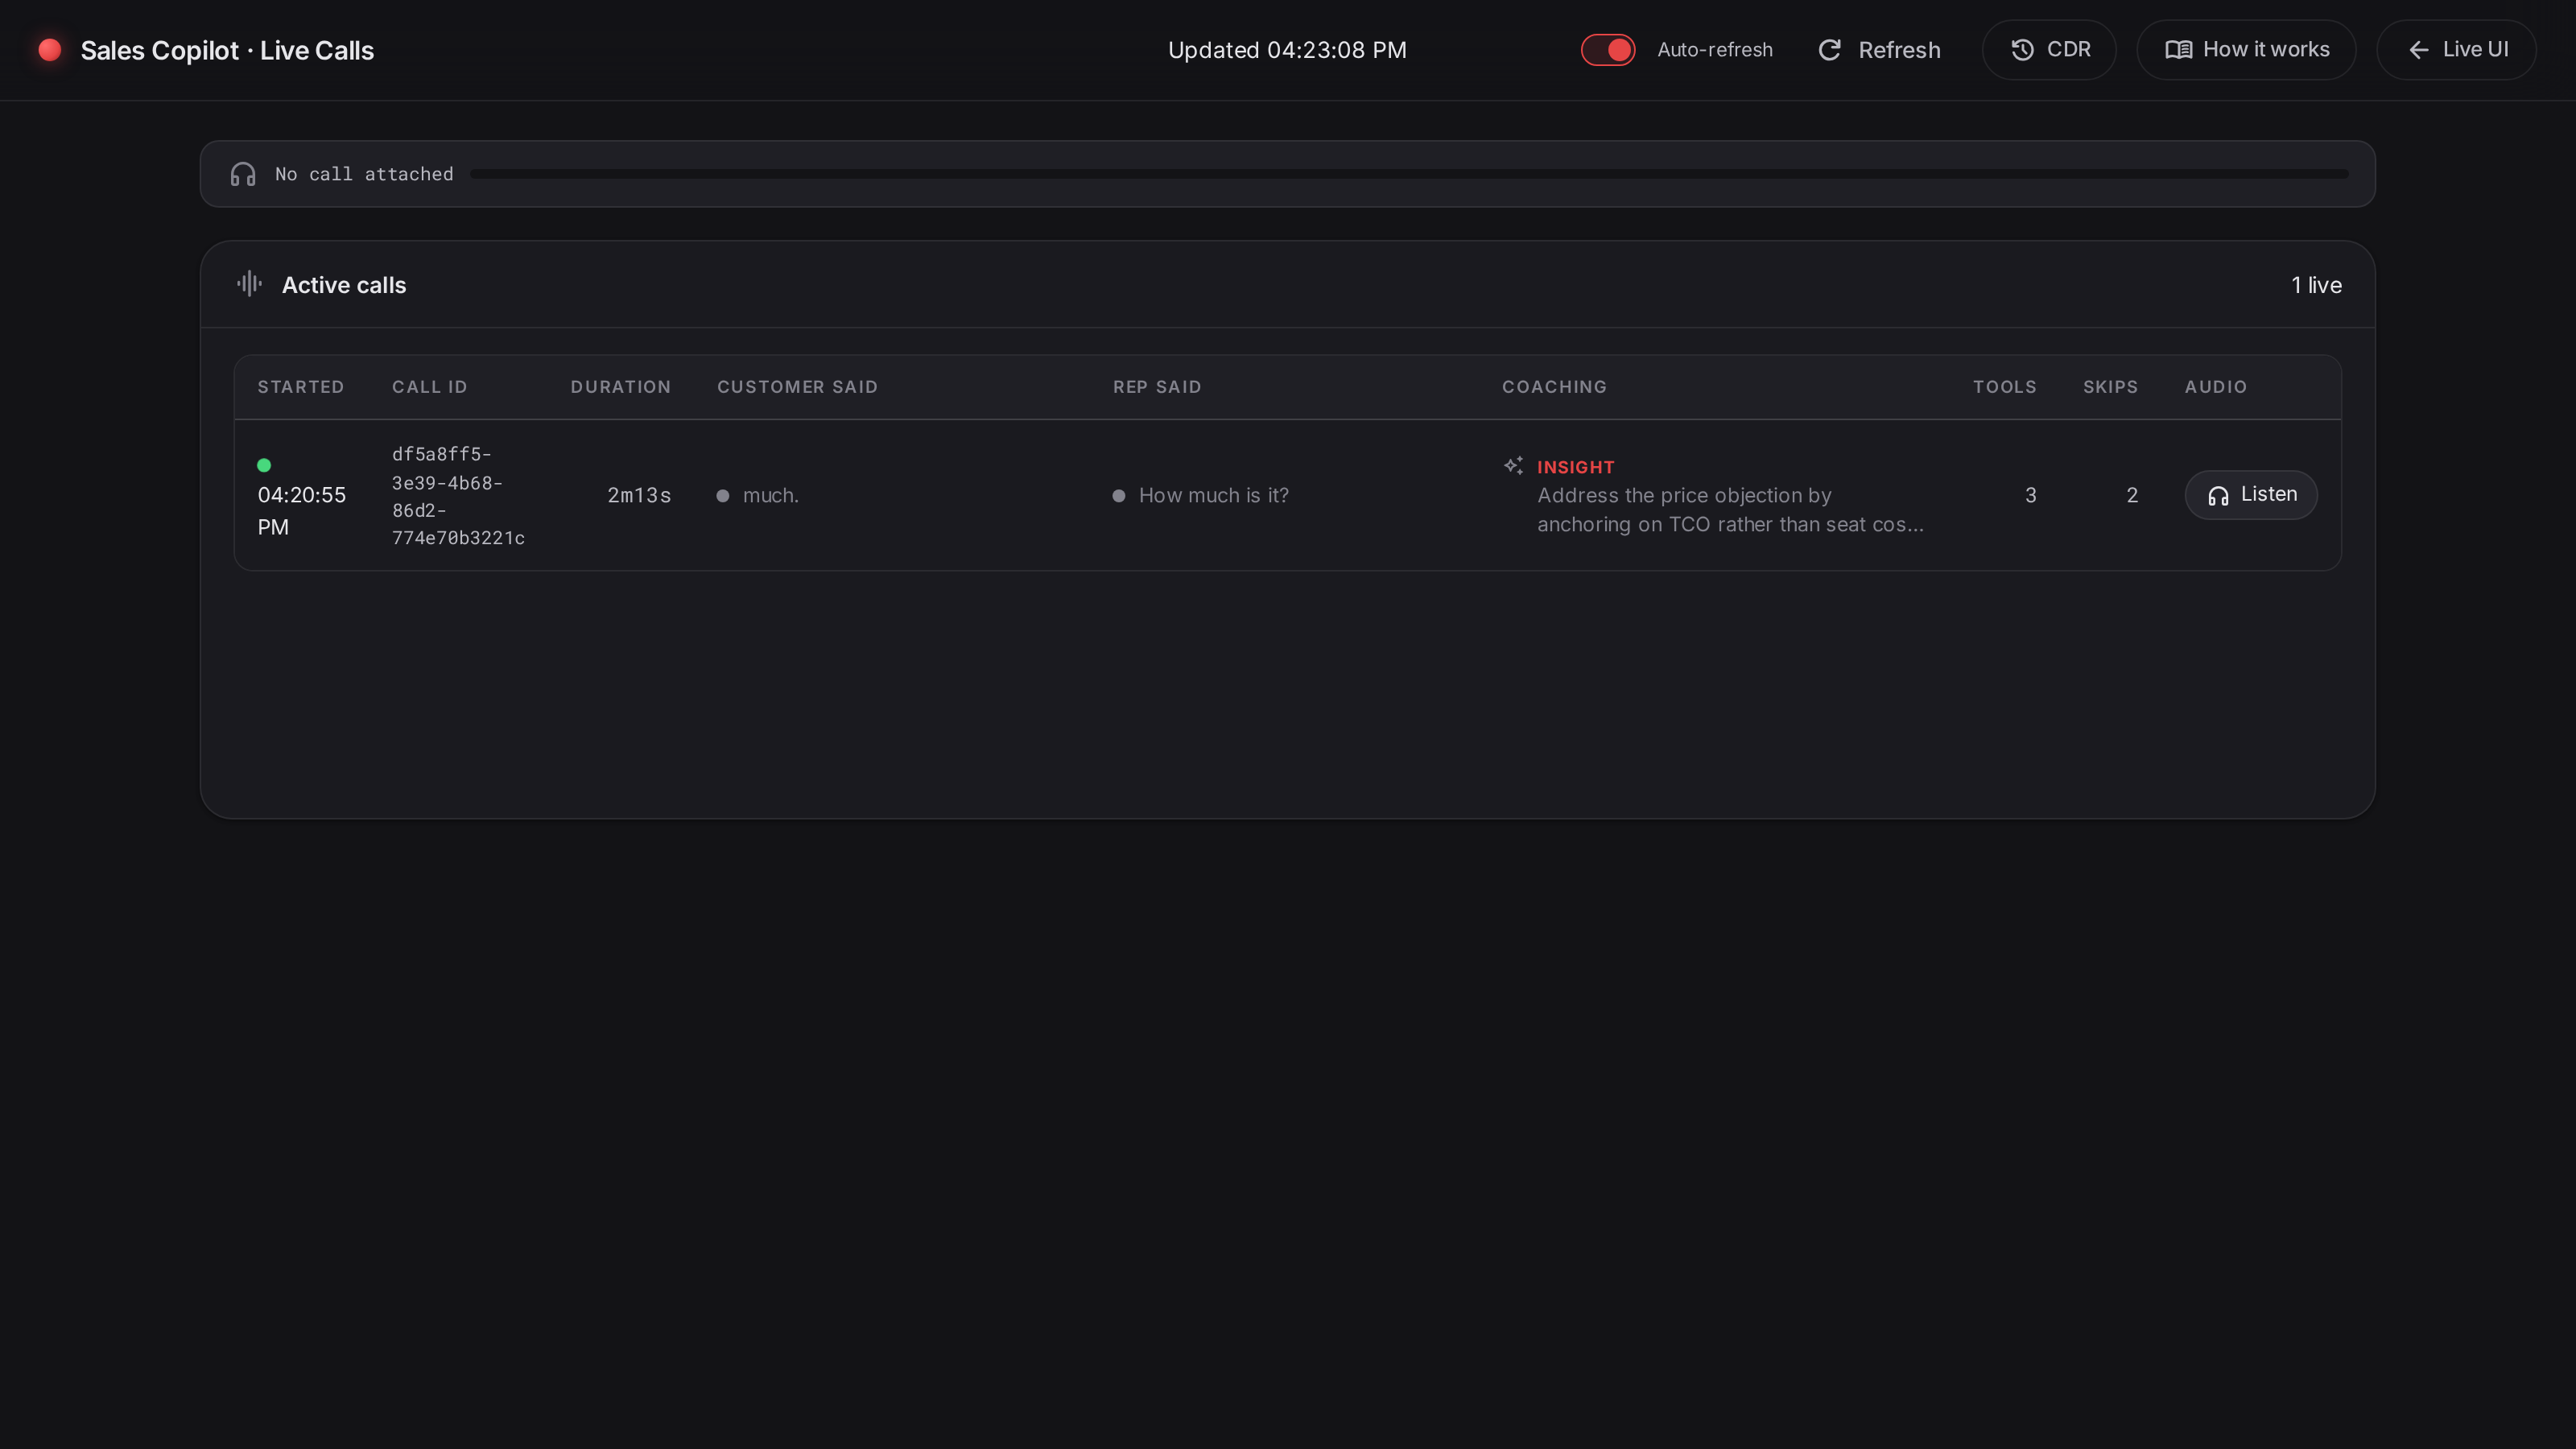 Sales Copilot · Live Calls
Updated 04:23:08 PM
Auto-refresh
Refresh
CDR
How it works
Live UI
No call attached
Active calls
1 live
STARTED CALL ID DURATION CUSTOMER SAID REP SAID COACHING TOOLS SKIPS AUDIO
04:20:55
PM
df5a8ff5-
3e39-4b68-
86d2-
774e70b3221c
2m13s
much.
How much is it?
INSIGHT
Address the price objection by
anchoring on TCO rather than seat cos...
3
2
Listen